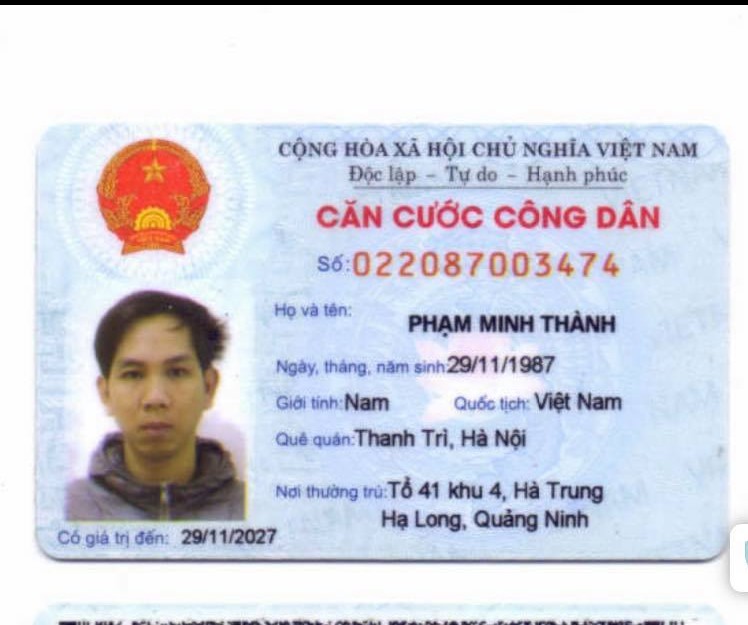 CỘNG HÒA XÃ HỘI CHỦ NGHĨA VIỆT NAM
Độc lập – Tự do – Hạnh phúc
CĂN CƯỚC CÔNG DÂN
Số: 022087003474
Họ và tên:
PHẠM MINH THÀNH
Ngày, tháng, năm sinh: 29/11/1987
Giới tính: Nam Quốc tịch: Việt Nam
Quê quán: Thanh Trì, Hà Nội
Nơi thường trú: Tổ 41 khu 4, Hà Trung
Hạ Long, Quảng Ninh
Có giá trị đến: 29/11/2027